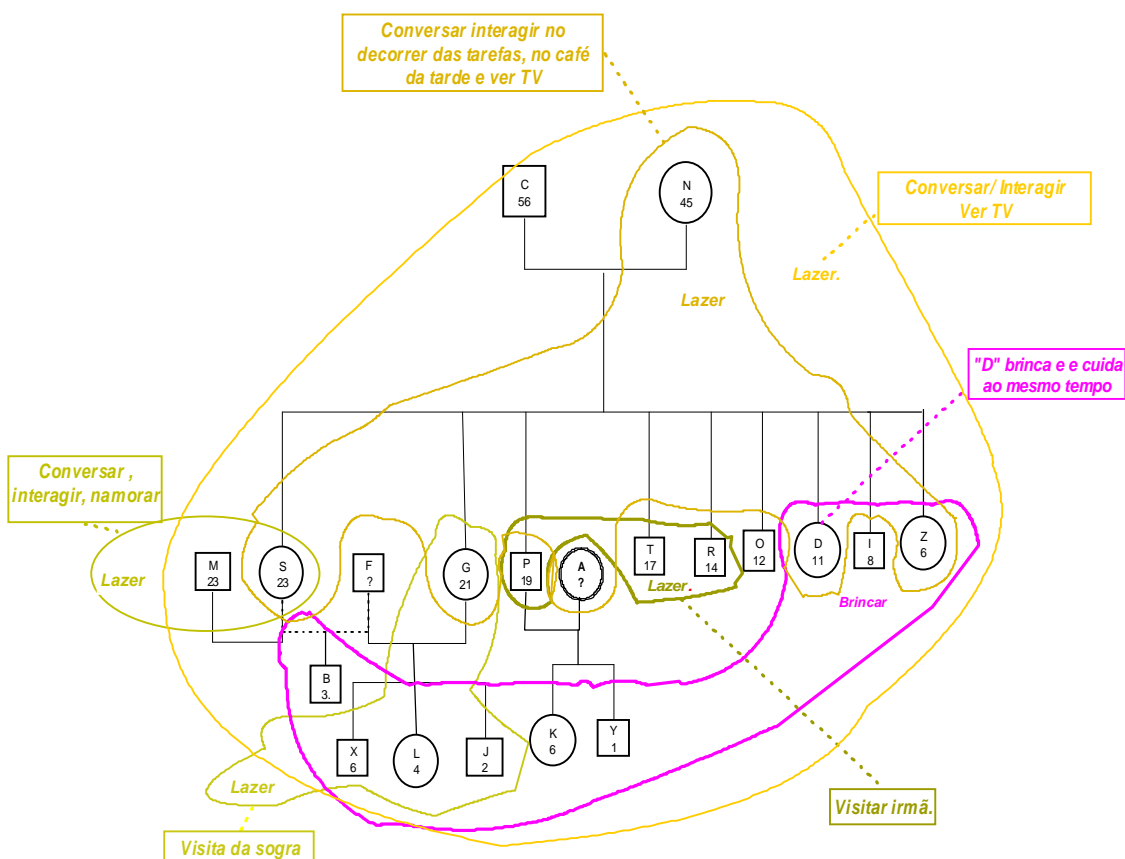 Conversar interagir no
decorrer das tarefas, no café
da tarde e ver TV
C
56
N
45
Conversar/ Interagir
Ver TV
Lazer.
Lazer
"D" brinca e e cuida
ao mesmo tempo
Conversar ,
interagir, namorar
Lazer
M
23
S
23
F
?
G
21
P
19
A
?
T
17
R
14
O
12
D
11
I
8
Z
6
Lazer.
Brincar
B
3.
X
6
L
4
J
2
K
6
Y
1
Lazer
Visitar irmã.
Visita da sogra